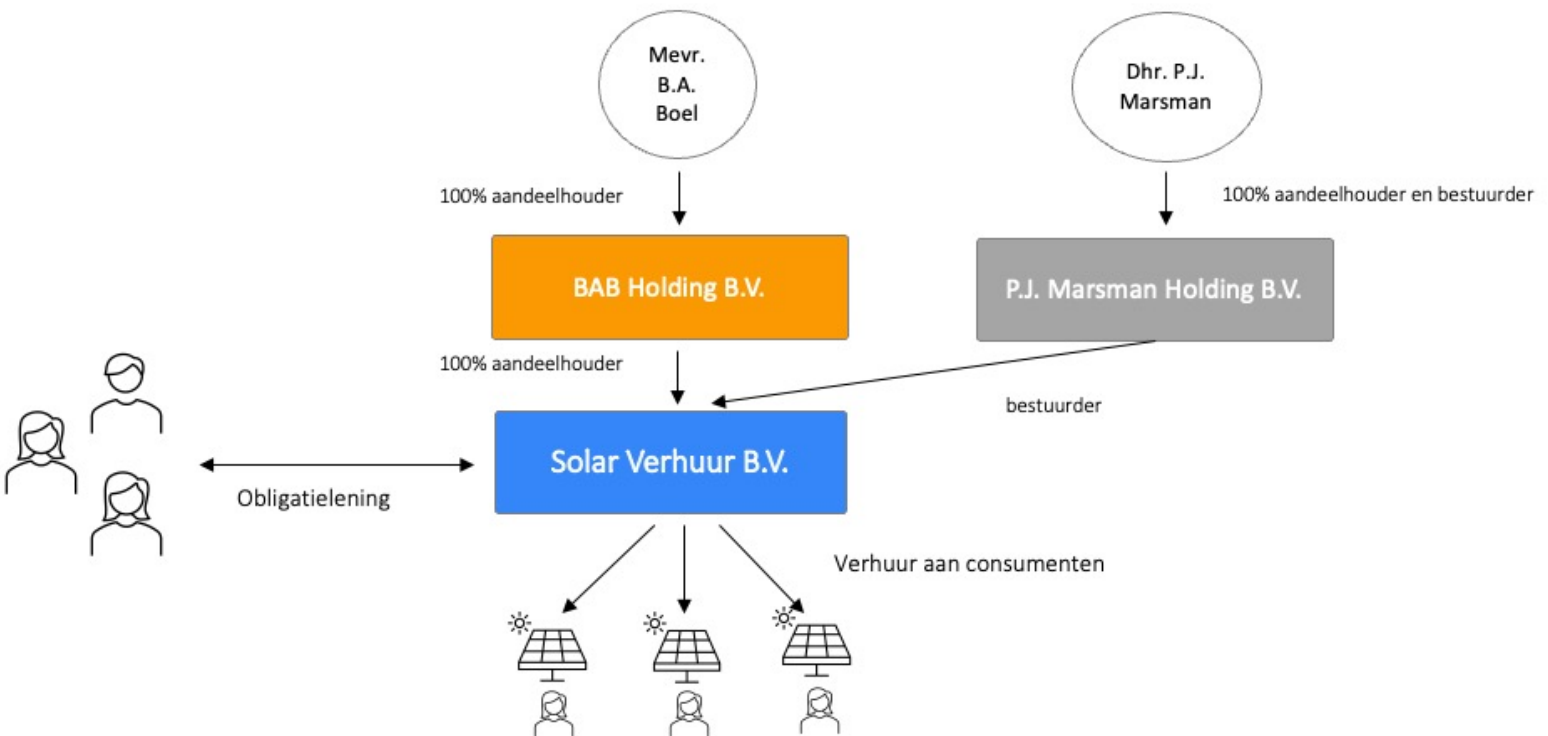 Mevr.
B.A.
Boel
Dhr. P.J.
Marsman
100% aandeelhouder
100% aandeelhouder en bestuurder
BAB Holding B.V.
P.J. Marsman Holding B.V.
100% aandeelhouder
bestuurder
Solar Verhuur B.V.
Obligatielening
Verhuur aan consumenten